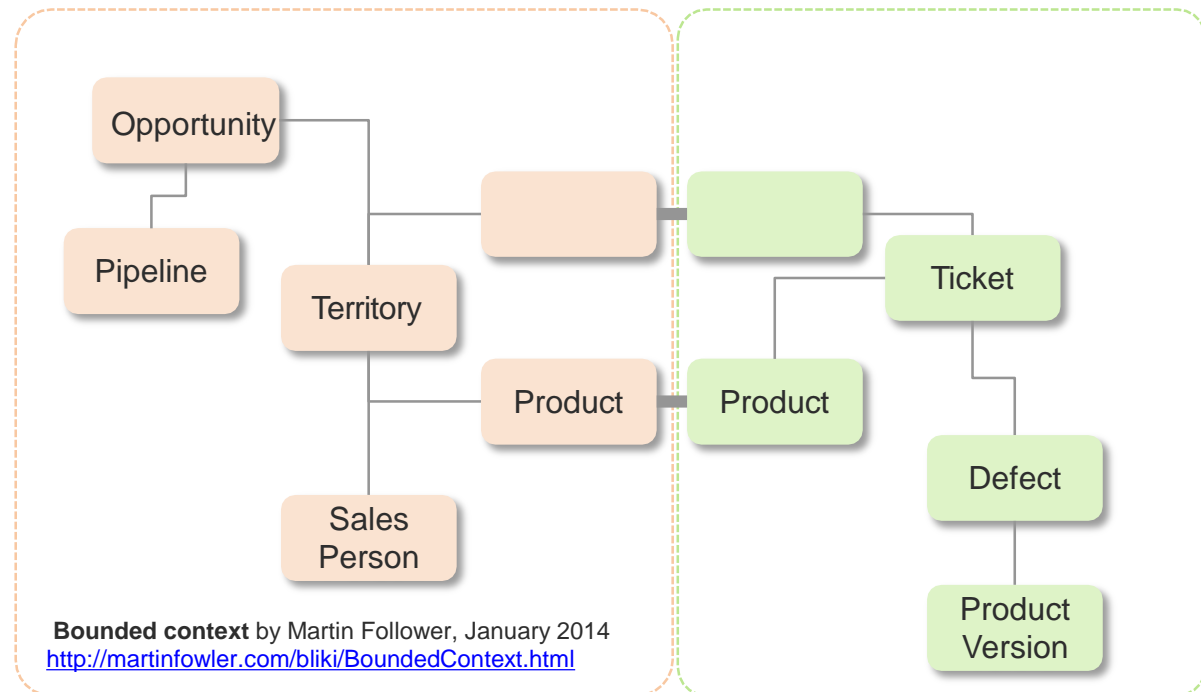 Opportunity
Pipeline
Territory
Ticket
Product
Product
Defect
Sales
Person
Product
Version
Bounded context by Martin Follower, January 2014
http://martinfowler.com/bliki/BoundedContext.html